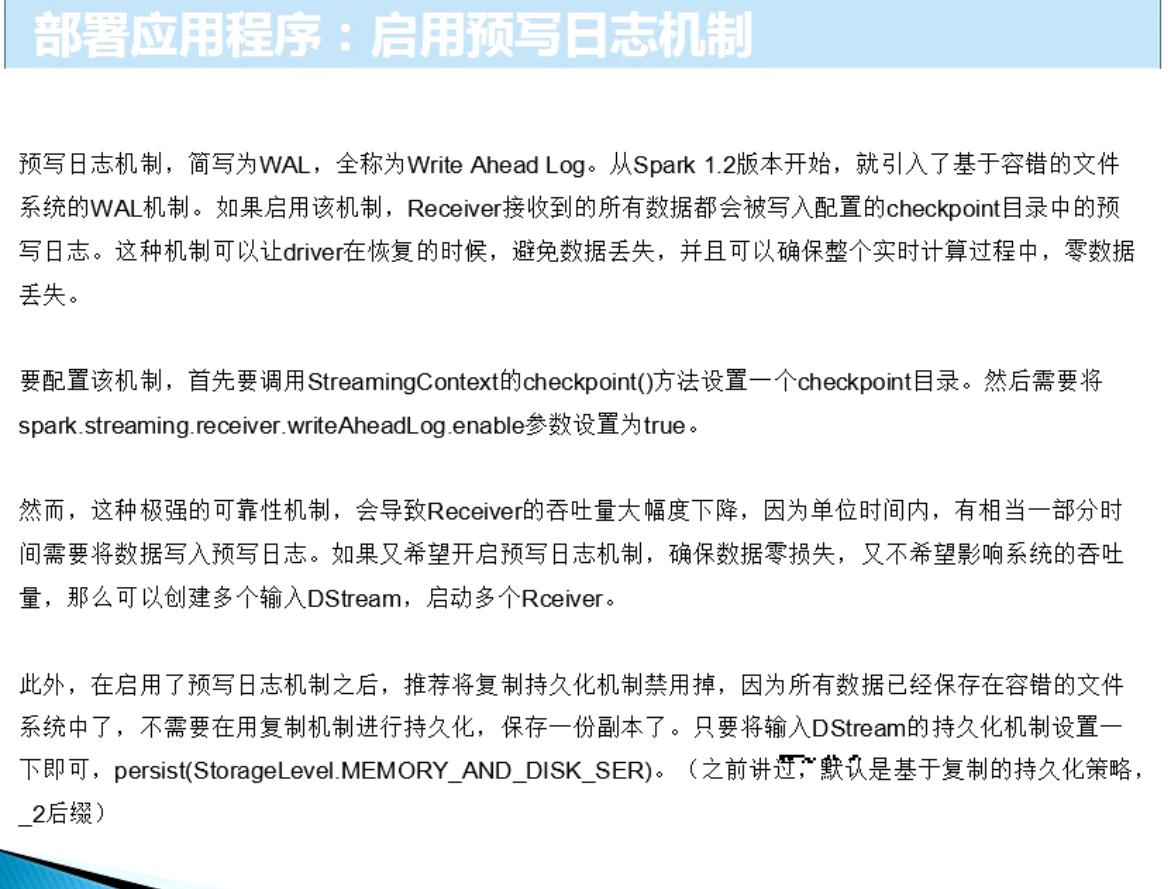 部署应用程序：启用预写日志机制
预写日志机制，简写为WAL，全称为Write Ahead Log。从Spark 1.2版本开始，就引入了基于容错的文件
系统的WAL机制。如果启用该机制，Receiver接收到的所有数据都会被写入配置的checkpoint目录中的预
写日志。这种机制可以让driver在恢复的时候，避免数据丢失，并且可以确保整个实时计算过程中，零数据
丢失。
要配置该机制，首先要调用StreamingContext的checkpoint()方法设置一个checkpoint目录。然后需要将
spark.streaming.receiver.writeAheadLog.enable参数设置为true。
然而，这种极强的可靠性机制，会导致Receiver的吞吐量大幅度下降，因为单位时间内，有相当一部分时
间需要将数据写入预写日志。如果又希望开启预写日志机制，确保数据零损失，又不希望影响系统的吞吐
量，那么可以创建多个输入DStream，启动多个Rceiver。
此外，在启用了预写日志机制之后，推荐将复制持久化机制禁用掉，因为所有数据已经保存在容错的文件
系统中了，不需要在用复制机制进行持久化，保存一份副本了。只要将输入DStream的持久化机制设置一
下即可，persist(StorageLevel.MEMORY_AND_DISK_SER)。（之前讲过，默认是基于复制的持久化策略，
_2后缀）